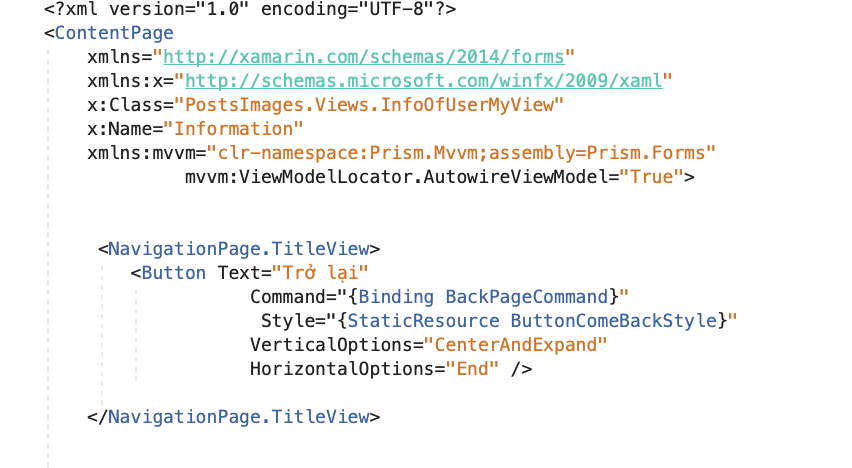 <?xml version="1.0" encoding="UTF-8"?>
<ContentPage
xmlns="http://xamarin.com/schemas/2014/forms"
xmlns:x="http://schemas.microsoft.com/winfx/2009/xaml"
x:Class="PostsImages.Views.InfoOfUserMyView"
x:Name="Information"
xmlns:mvvm="clr-namespace:Prism.Mvvm;assembly=Prism.Forms"
mvvm:ViewModelLocator.AutowireViewModel="True">
<NavigationPage.TitleView>
<Button Text="Trở lại"
Command="{Binding BackPageCommand}"
Style="{StaticResource ButtonComeBackStyle}"
VerticalOptions="CenterAndExpand"
HorizontalOptions="End" />
</NavigationPage.TitleView>